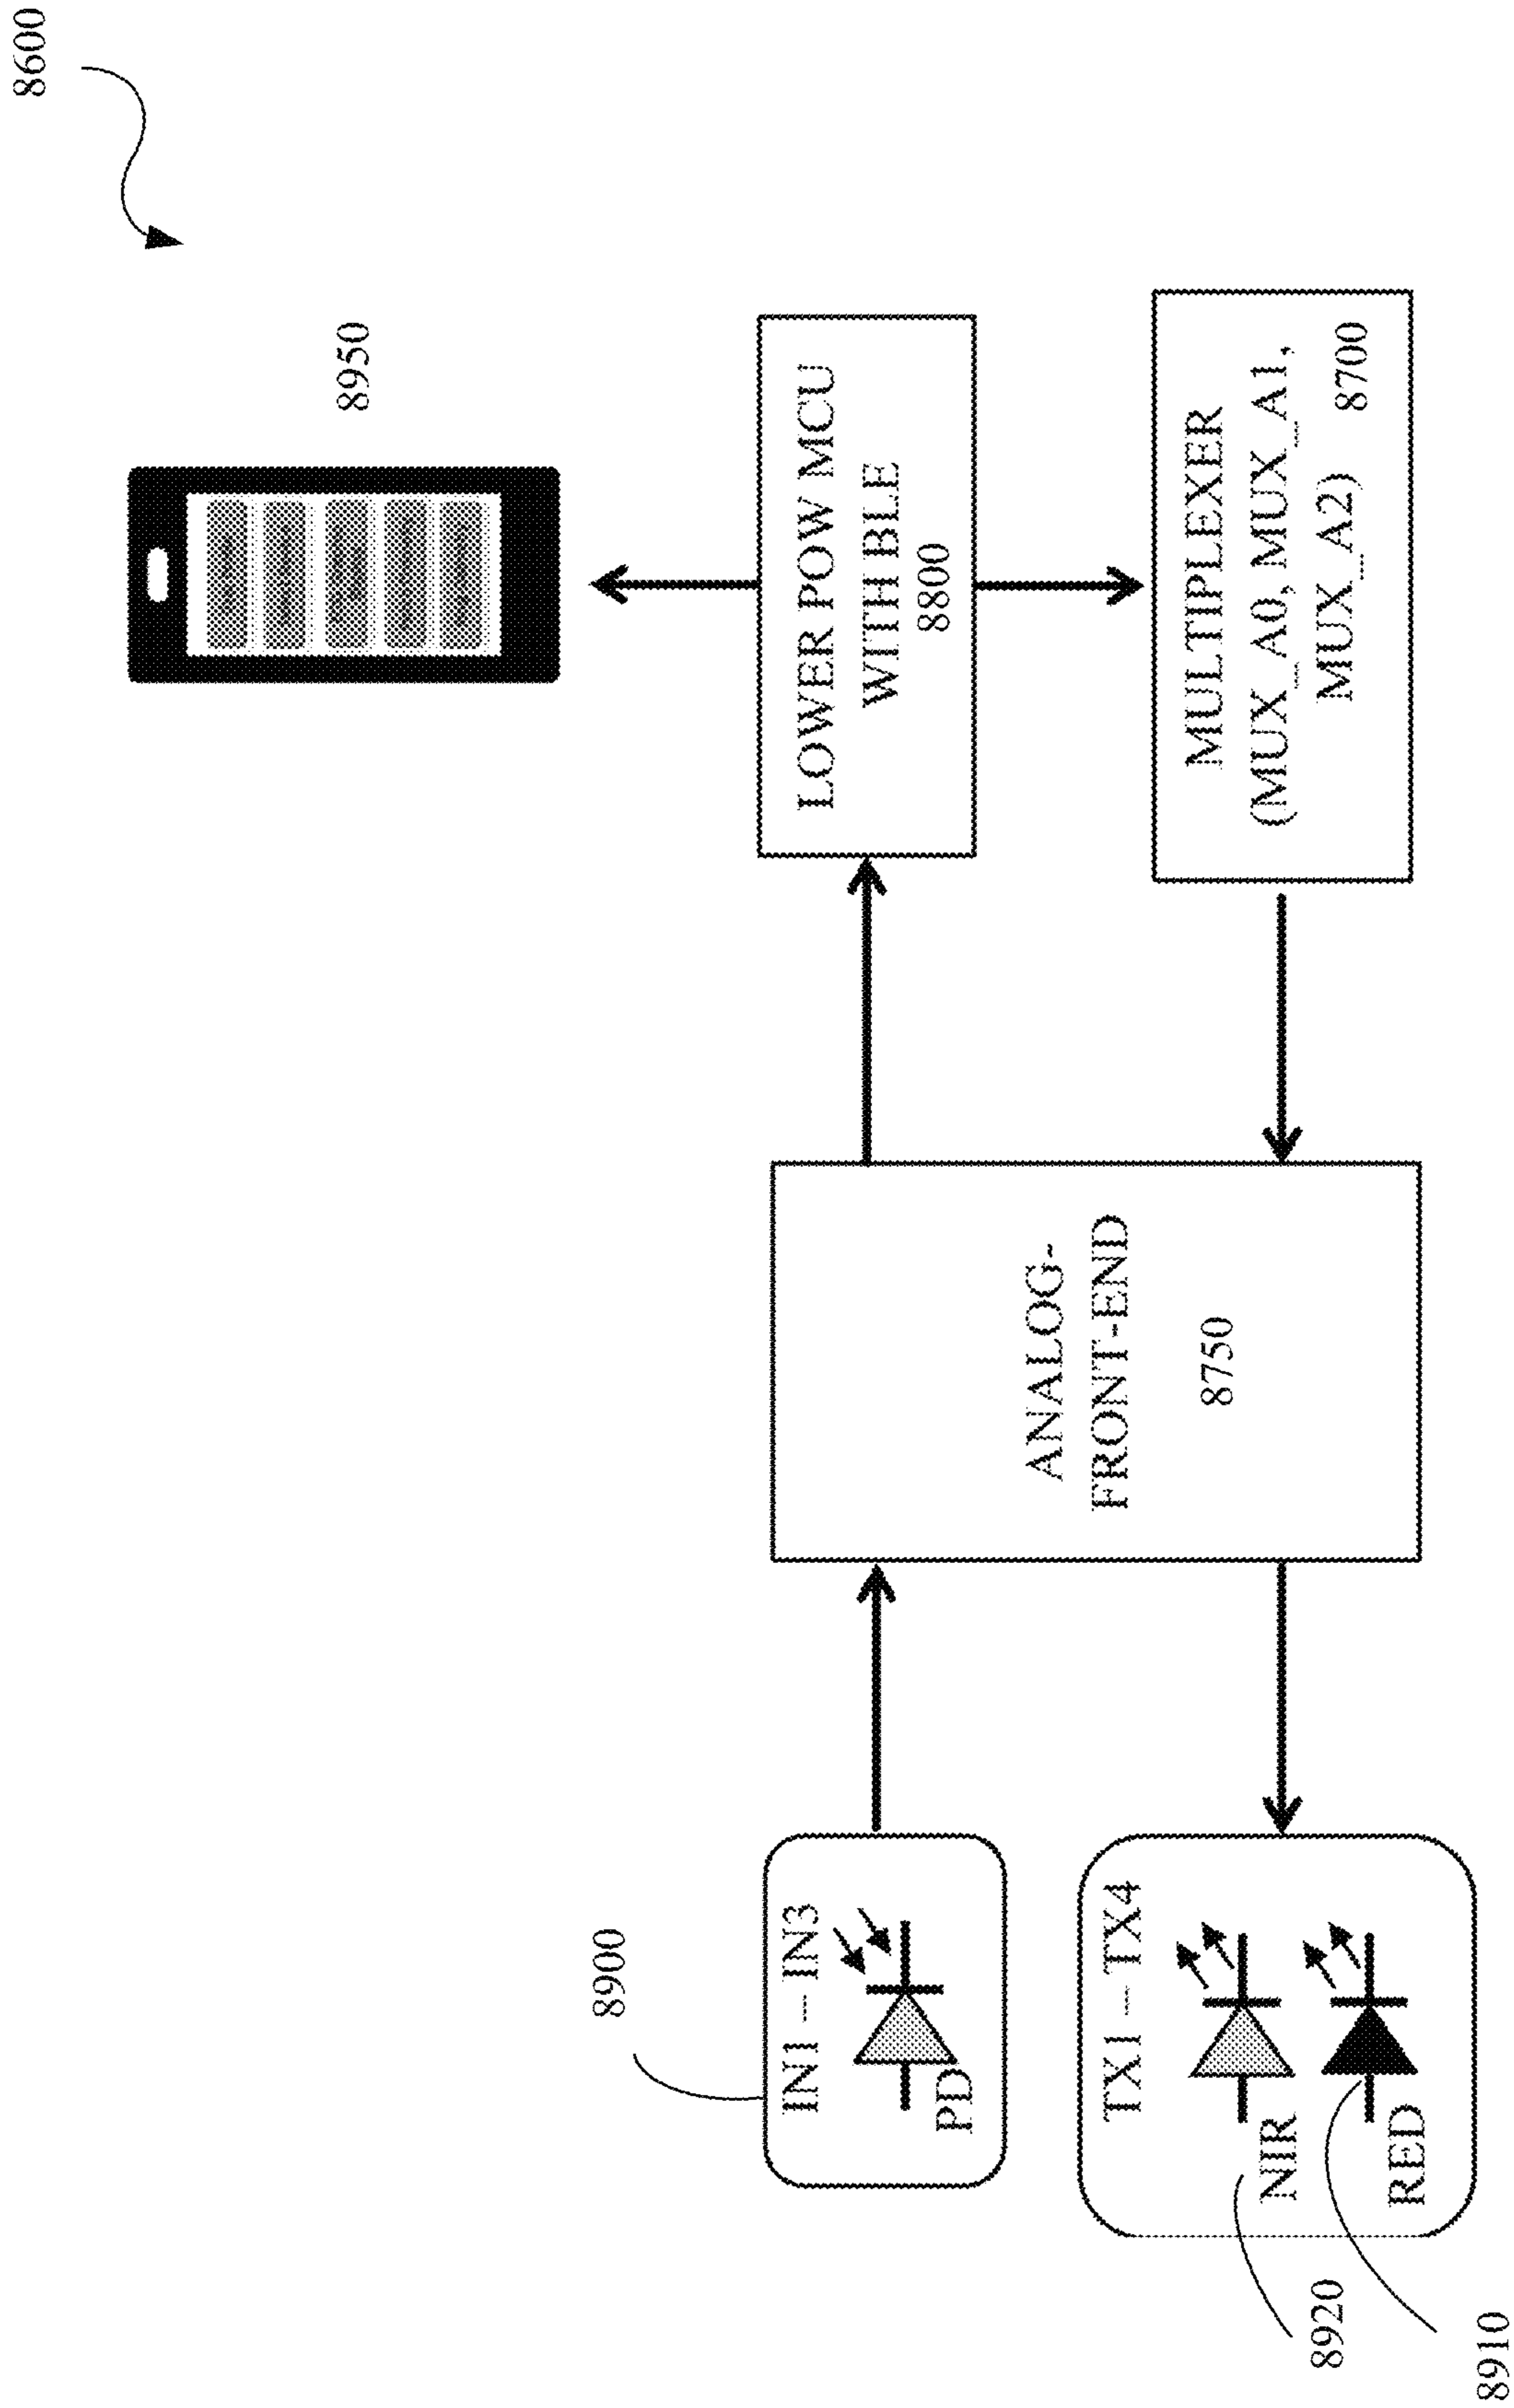 8600
8950
LOWER POW MCU
WITH BLE
8800
MULTIPLEXER
(MUX_A0, MUX_A1,
MUX_A2)
8700
ANALOG-
FRONT-END
8750
8900
IN1 – IN3
PD
TX1 – TX4
NIR
RED
8920
8910